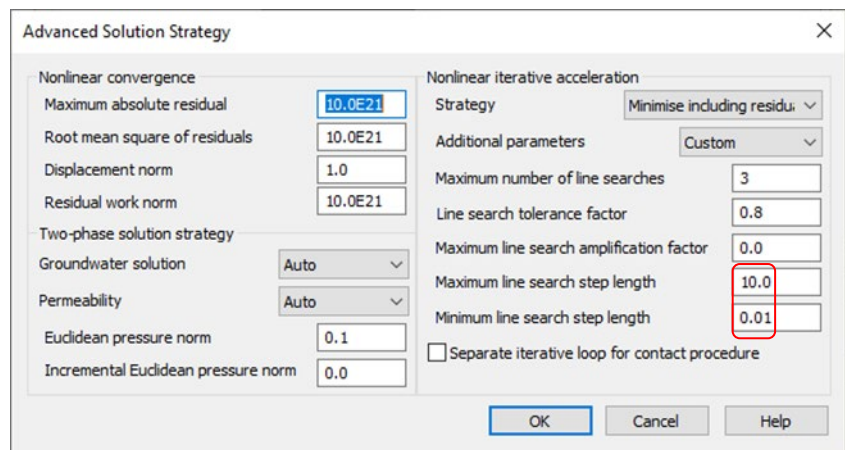 Advanced Solution Strategy
Nonlinear convergence
Maximum absolute residual 10.0E21
Root mean square of residuals 10.0E21
Displacement norm 1.0
Residual work norm 10.0E21
Two-phase solution strategy
Groundwater solution Auto
Permeability Auto
Euclidean pressure norm 0.1
Incremental Euclidean pressure norm 0.0
Nonlinear iterative acceleration
Strategy Minimise including residu
Additional parameters Custom
Maximum number of line searches 3
Line search tolerance factor 0.8
Maximum line search amplification factor 0.0
Maximum line search step length 10.0
Minimum line search step length 0.01
Separate iterative loop for contact procedure
OK Cancel Help